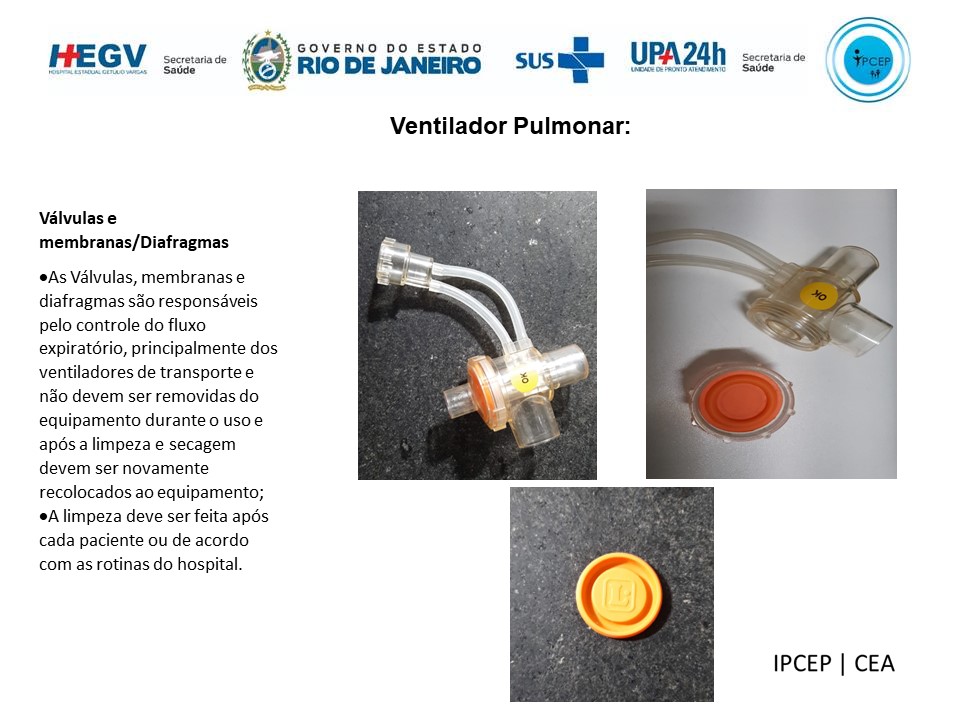 HEGV
HOSPITAL ESTADUAL GETÚLIO VARGAS
Secretaria de
Saúde
GOVERNO DO ESTADO
RIO DE JANEIRO
SUS
UPA24h
UNIDADE DE PRONTO ATENDIMENTO
Secretaria de
Saúde
IPCEP
Ventilador Pulmonar:
Válvulas e
membranas/Diafragmas
•As Válvulas, membranas e
diafragmas são responsáveis
pelo controle do fluxo
expiratório, principalmente dos
ventiladores de transporte e
não devem ser removidas do
equipamento durante o uso e
após a limpeza e secagem
devem ser novamente
recolocados ao equipamento;
•A limpeza deve ser feita após
cada paciente ou de acordo
com as rotinas do hospital.
OK
OK
IPCEP | CEA